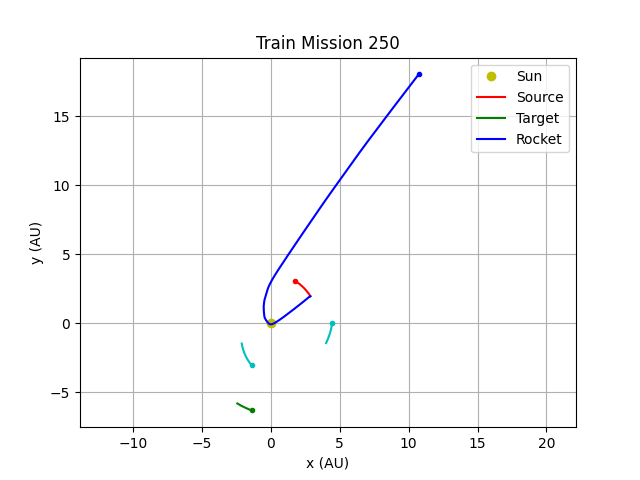 Train Mission 250
Sun
Source
Target
Rocket
15
10
5
0
−5
y (AU)
−10
−5
0
5
10
15
20
x (AU)